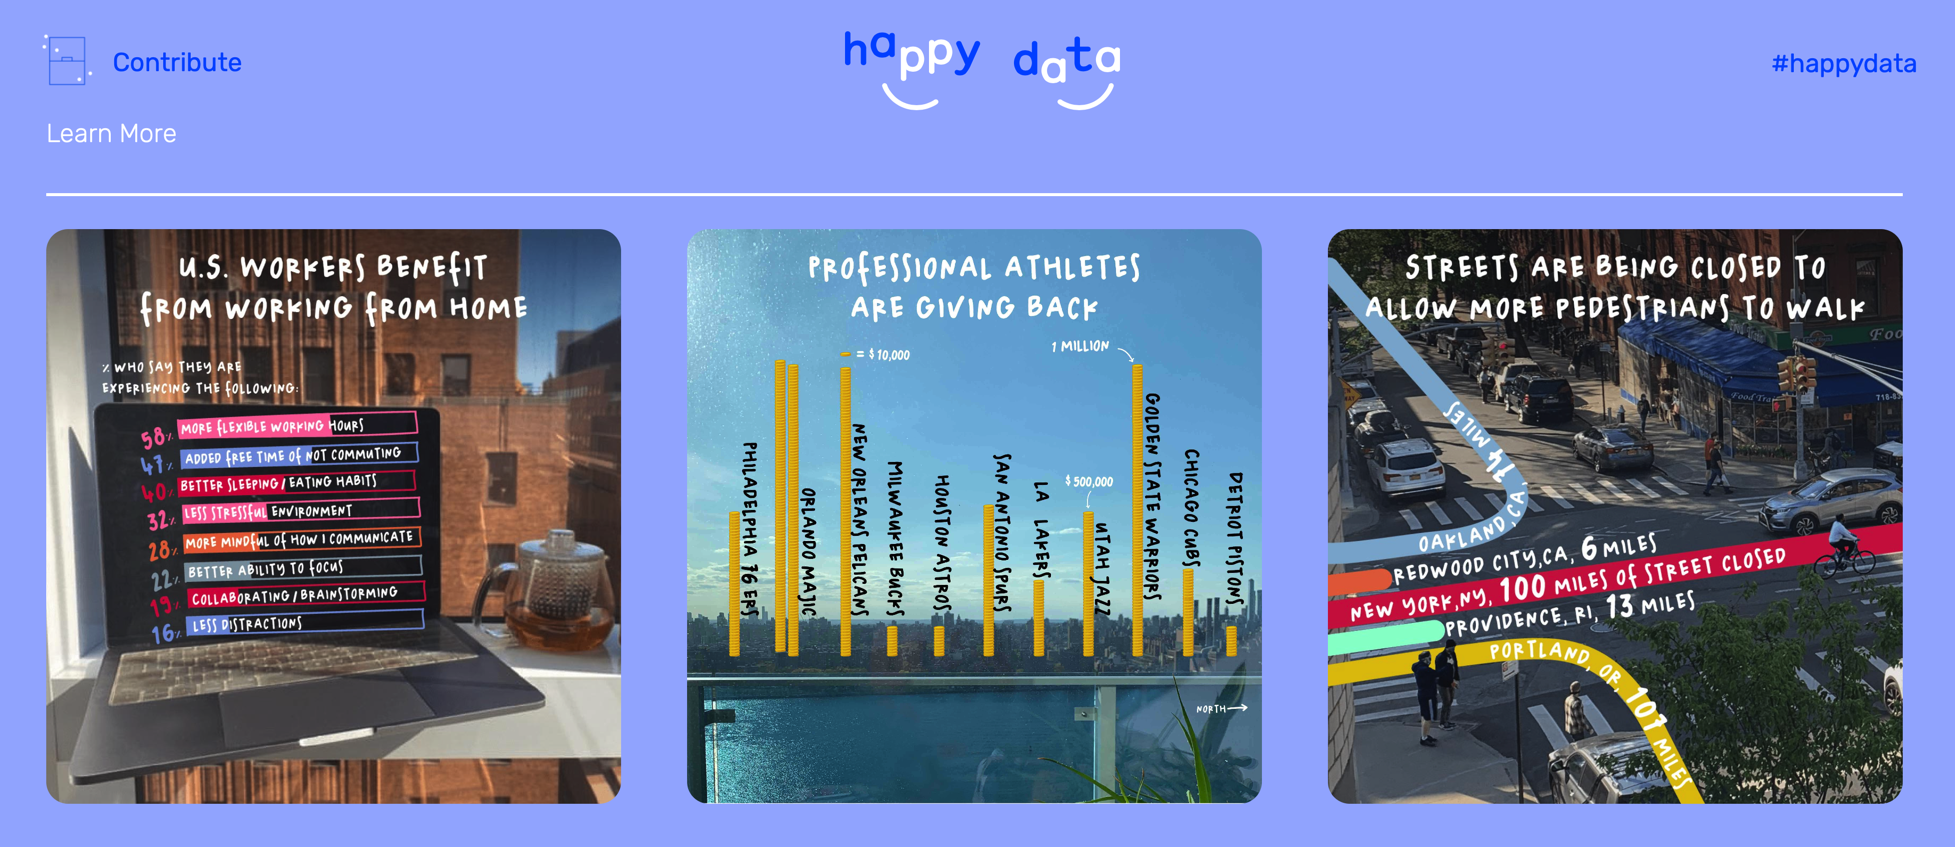 Contribute
happy data
#happydata
Learn More
U.S. WORKERS BENEFIT
FROM WORKING FROM HOME
% WHO SAY THEY ARE
EXPERIENCING THE FOLLOWING:
58% MORE FLEXIBLE WORKING HOURS
47% ADDED FREE TIME OF NOT COMMUTING
40% BETTER SLEEPING / EATING HABITS
32% LESS STRESSFUL ENVIRONMENT
28% MORE MINDFUL OF HOW I COMMUNICATE
22% BETTER ABILITY TO FOCUS
19% COLLABORATING / BRAINSTORMING
16% LESS DISTRACTIONS
PROFESSIONAL ATHLETES
ARE GIVING BACK
= $10,000
1 MILLION
$500,000
PHILADELPHIA 76 ERS
ORLANDO MAJIC
NEW ORLEANS PELICANS
MILWAUKEE BUCKS
HOUSTON ASTROS
SAN ANTONIO SPURS
LA LAKERS
UTAH JAZZ
GOLDEN STATE WARRIORS
CHICAGO CUBS
DETRIOT PISTONS
NORTH
STREETS ARE BEING CLOSED TO
ALLOW MORE PEDESTRIANS TO WALK
OAKLAND, CA, 74 MILES
REDWOOD CITY, CA, 6 MILES
NEW YORK, NY, 100 MILES OF STREET CLOSED
PROVIDENCE, RI, 13 MILES
PORTLAND, OR, 107 MILES